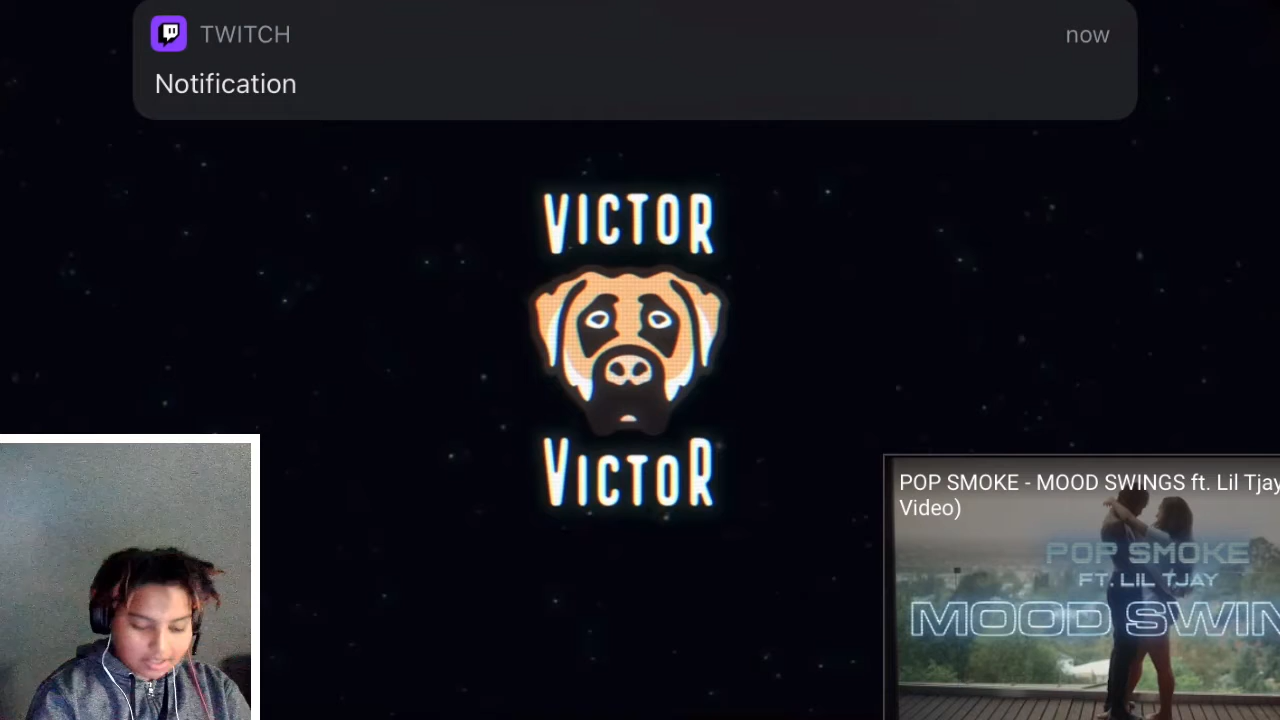 TWITCH
now
Notification
VICTOR
VICTOR
POP SMOKE - MOOD SWINGS ft. Lil Tjay
Video)
POP SMOKE
FT. LIL TJAY
MOOD SWIN